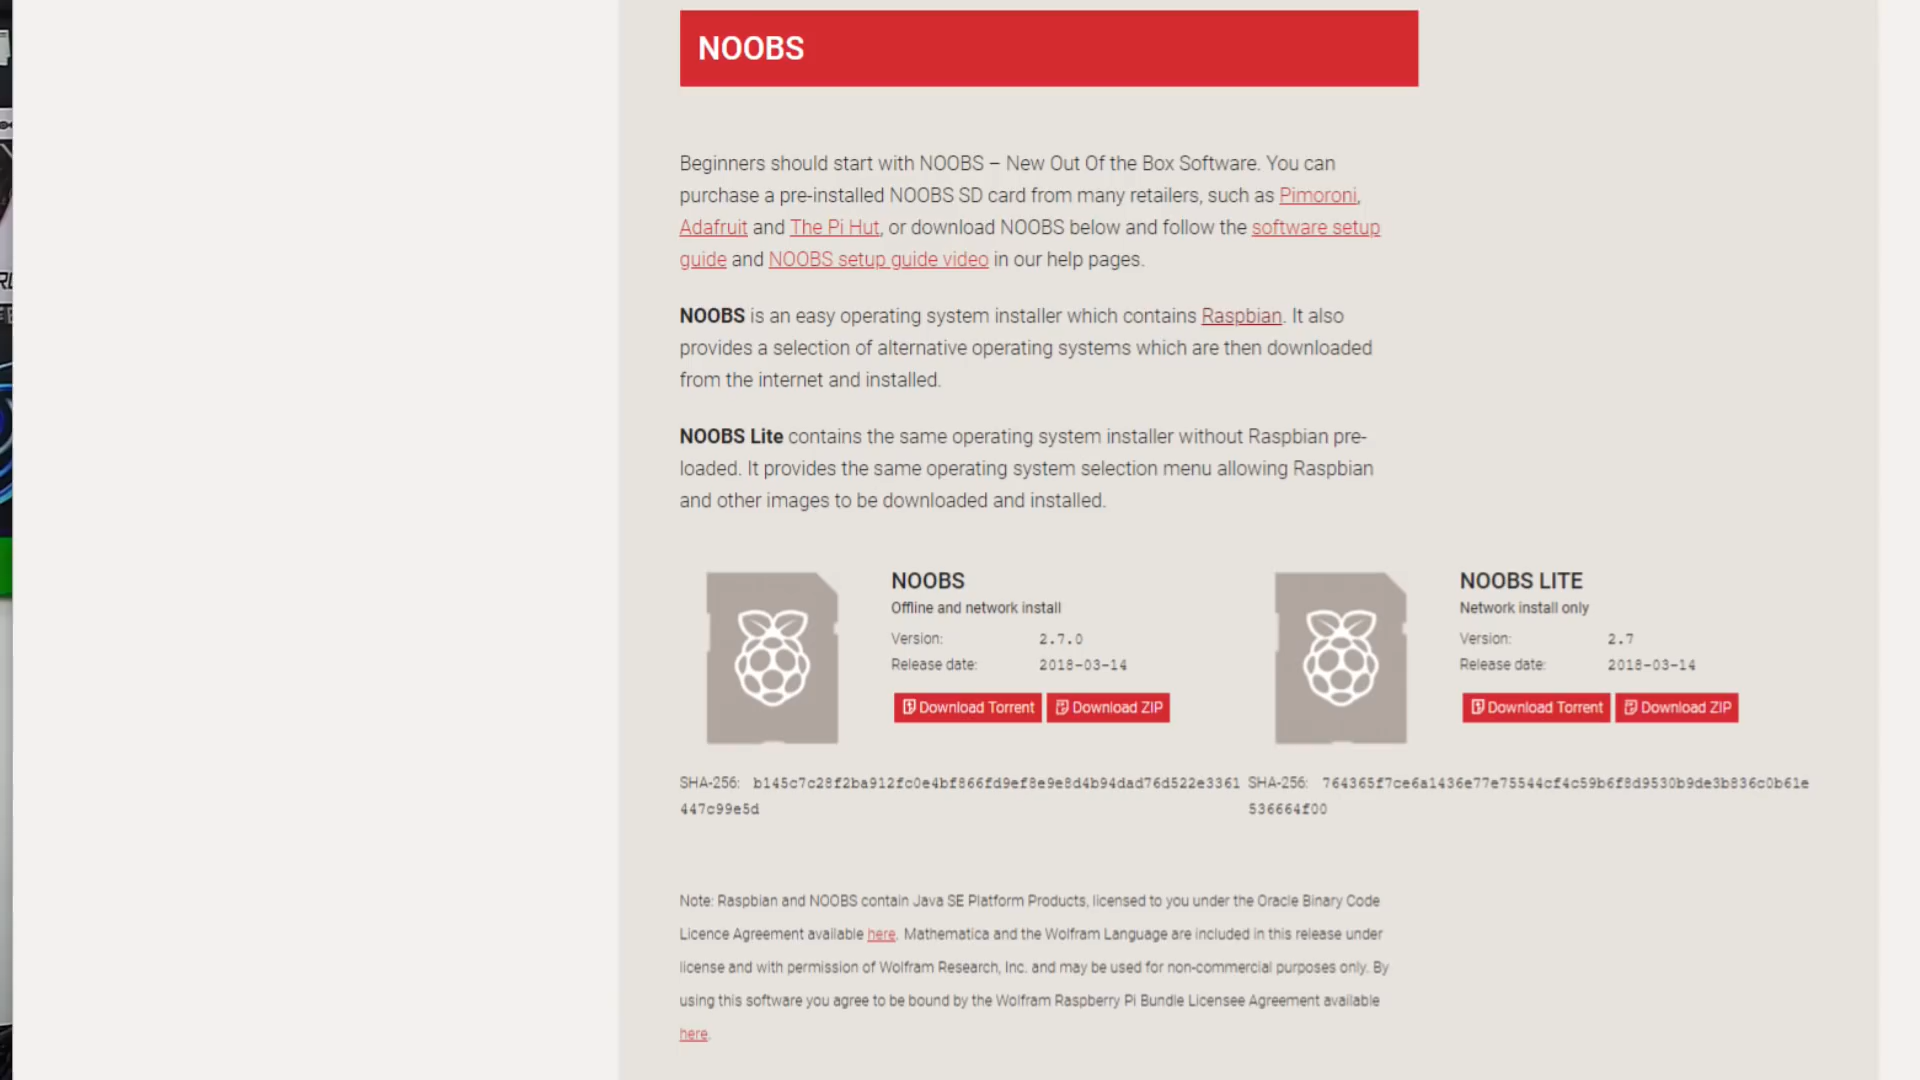 NOOBS
Beginners should start with NOOBS – New Out Of the Box Software. You can
purchase a pre-installed NOOBS SD card from many retailers, such as Pimoroni,
Adafruit and The Pi Hut, or download NOOBS below and follow the software setup
guide and NOOBS setup guide video in our help pages.
NOOBS is an easy operating system installer which contains Raspbian. It also
provides a selection of alternative operating systems which are then downloaded
from the internet and installed.
NOOBS Lite contains the same operating system installer without Raspbian pre-
loaded. It provides the same operating system selection menu allowing Raspbian
and other images to be downloaded and installed.
NOOBS
Offline and network install
Version: 2.7.0
Release date: 2018-03-14
Download Torrent Download ZIP
SHA-256: b145c7c28f2ba912fc0e4bf866fd9ef8e9e8d4b94dad76d522e3361
447c99e5d
NOOBS LITE
Network install only
Version: 2.7
Release date: 2018-03-14
Download Torrent Download ZIP
SHA-256: 764365f7ce6a1436e77e75544cf4c59b6f8d9530b9de3b836c0b61e
536664f00
Note: Raspbian and NOOBS contain Java SE Platform Products, licensed to you under the Oracle Binary Code
Licence Agreement available here. Mathematica and the Wolfram Language are included in this release under
license and with permission of Wolfram Research, Inc. and may be used for non-commercial purposes only. By
using this software you agree to be bound by the Wolfram Raspberry Pi Bundle Licensee Agreement available
here.